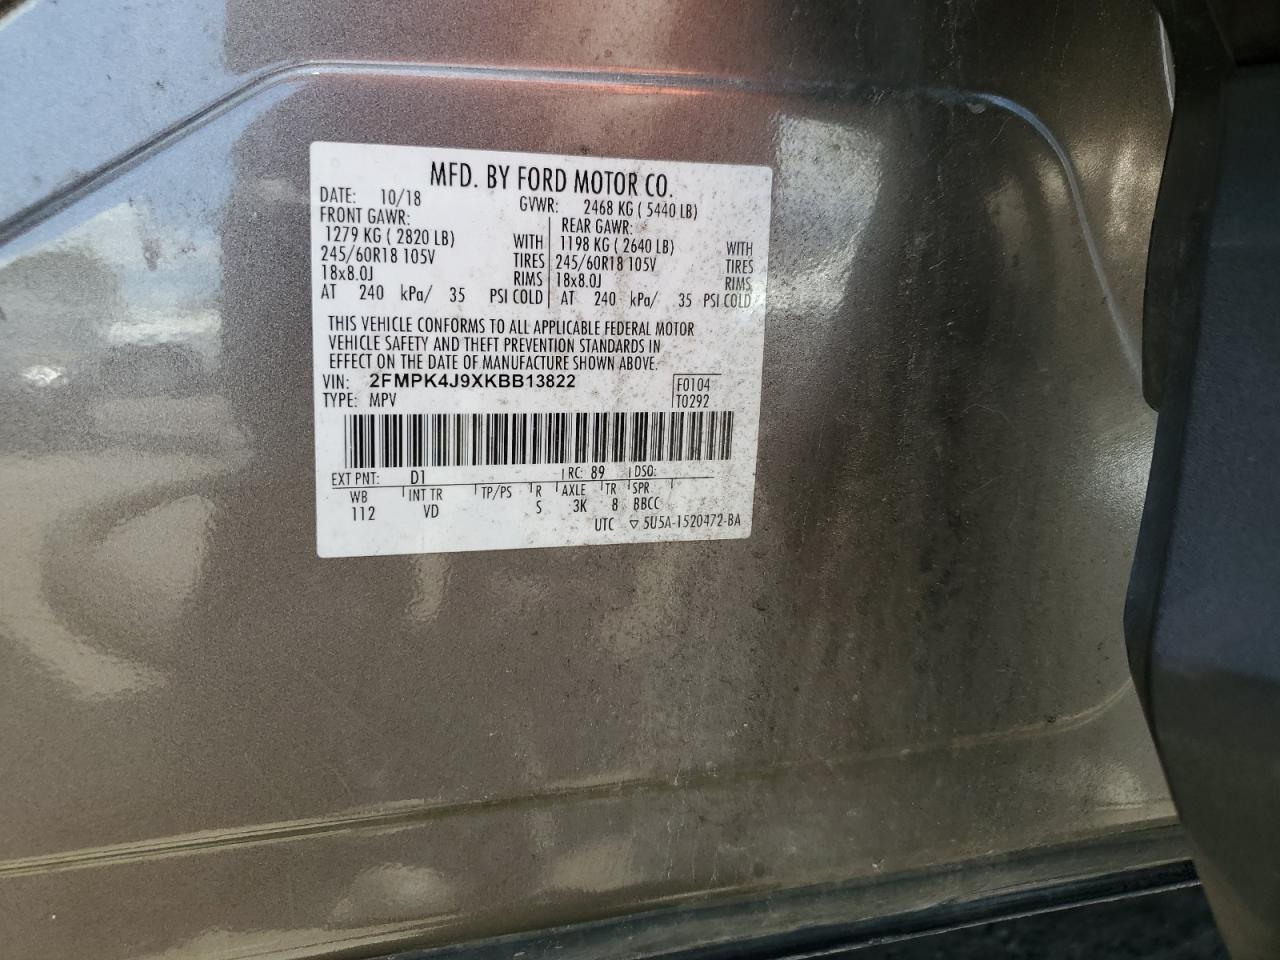 MFD. BY FORD MOTOR CO.
DATE: 10/18 GVWR: 2468 KG ( 5440 LB)
FRONT GAWR: REAR GAWR:
1279 KG ( 2820 LB) WITH 1198 KG ( 2640 LB) WITH
245/60R18 105V TIRES 245/60R18 105V TIRES
18x8.0J RIMS 18x8.0J RIMS
AT 240 kPa/ 35 PSI COLD AT 240 kPa/ 35 PSI COLD
THIS VEHICLE CONFORMS TO ALL APPLICABLE FEDERAL MOTOR
VEHICLE SAFETY AND THEFT PREVENTION STANDARDS IN
EFFECT ON THE DATE OF MANUFACTURE SHOWN ABOVE.
VIN: 2FMPK4J9XKBB13822 F0104
TYPE: MPV T0292
EXT PNT: D1 RC: 89 DSO:
WB INT TR TP/PS R AXLE TR SPR
112 VD S 3K 8 BBCC
UTC ▽ 5U5A-1520472-BA